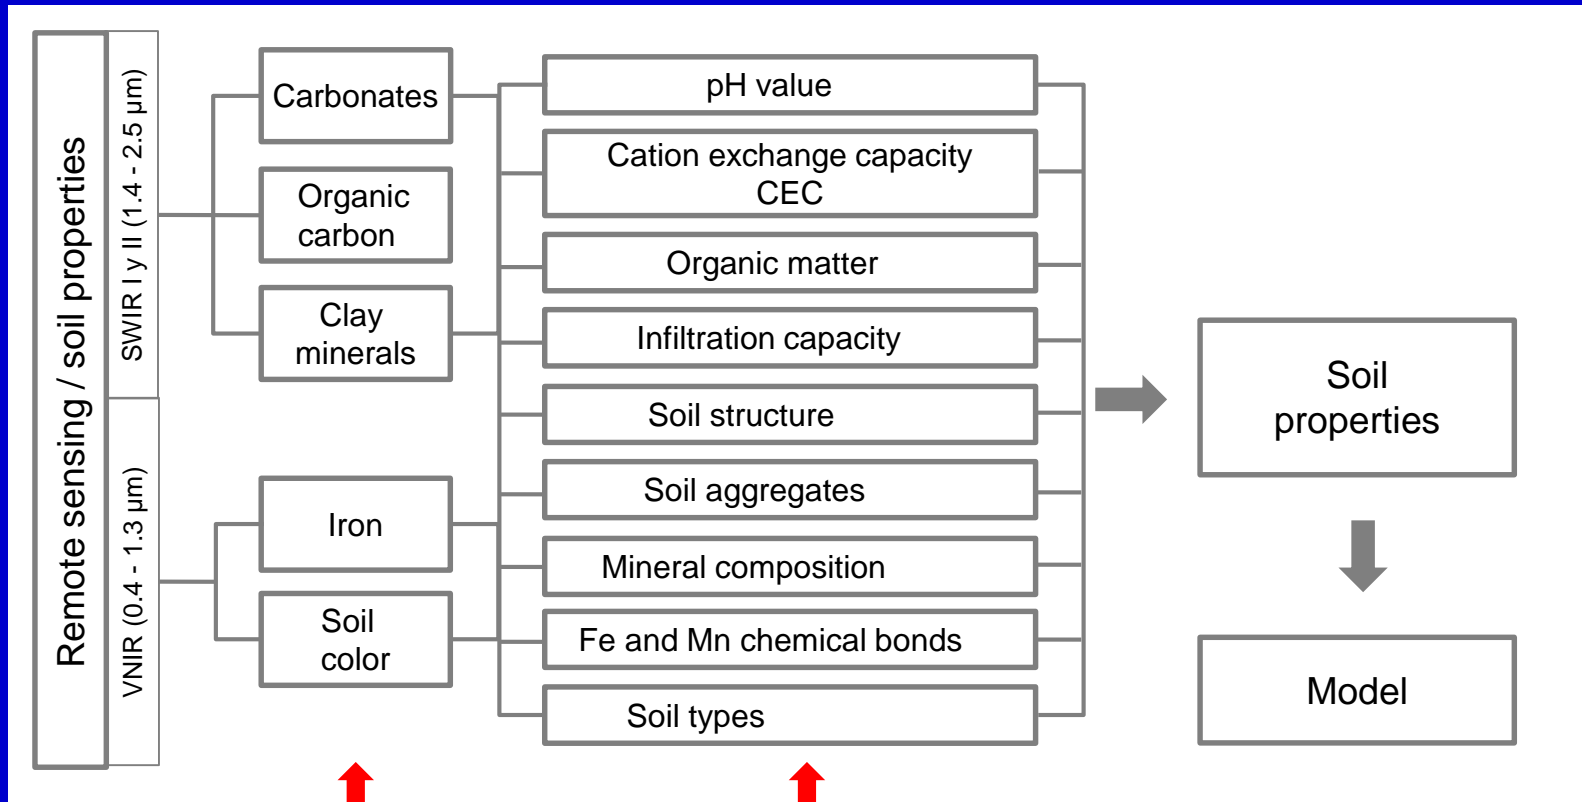 Remote sensing / soil properties
SWIR I y II (1.4 - 2.5 µm)
VNIR (0.4 - 1.3 µm)
Carbonates
Organic
carbon
Clay
minerals
Iron
Soil
color
pH value
Cation exchange capacity
CEC
Organic matter
Infiltration capacity
Soil structure
Soil aggregates
Mineral composition
Fe and Mn chemical bonds
Soil types
Soil
properties
Model